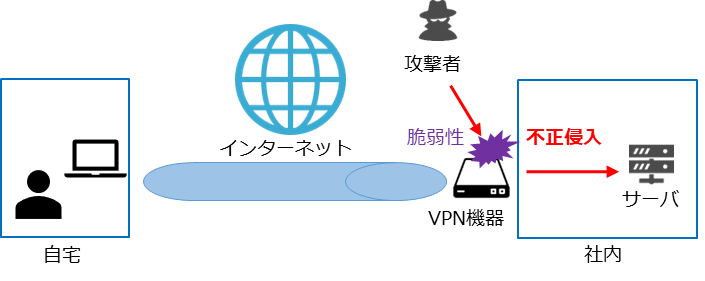 攻撃者
インターネット
脆弱性
不正侵入
サーバ
VPN機器
自宅
社内